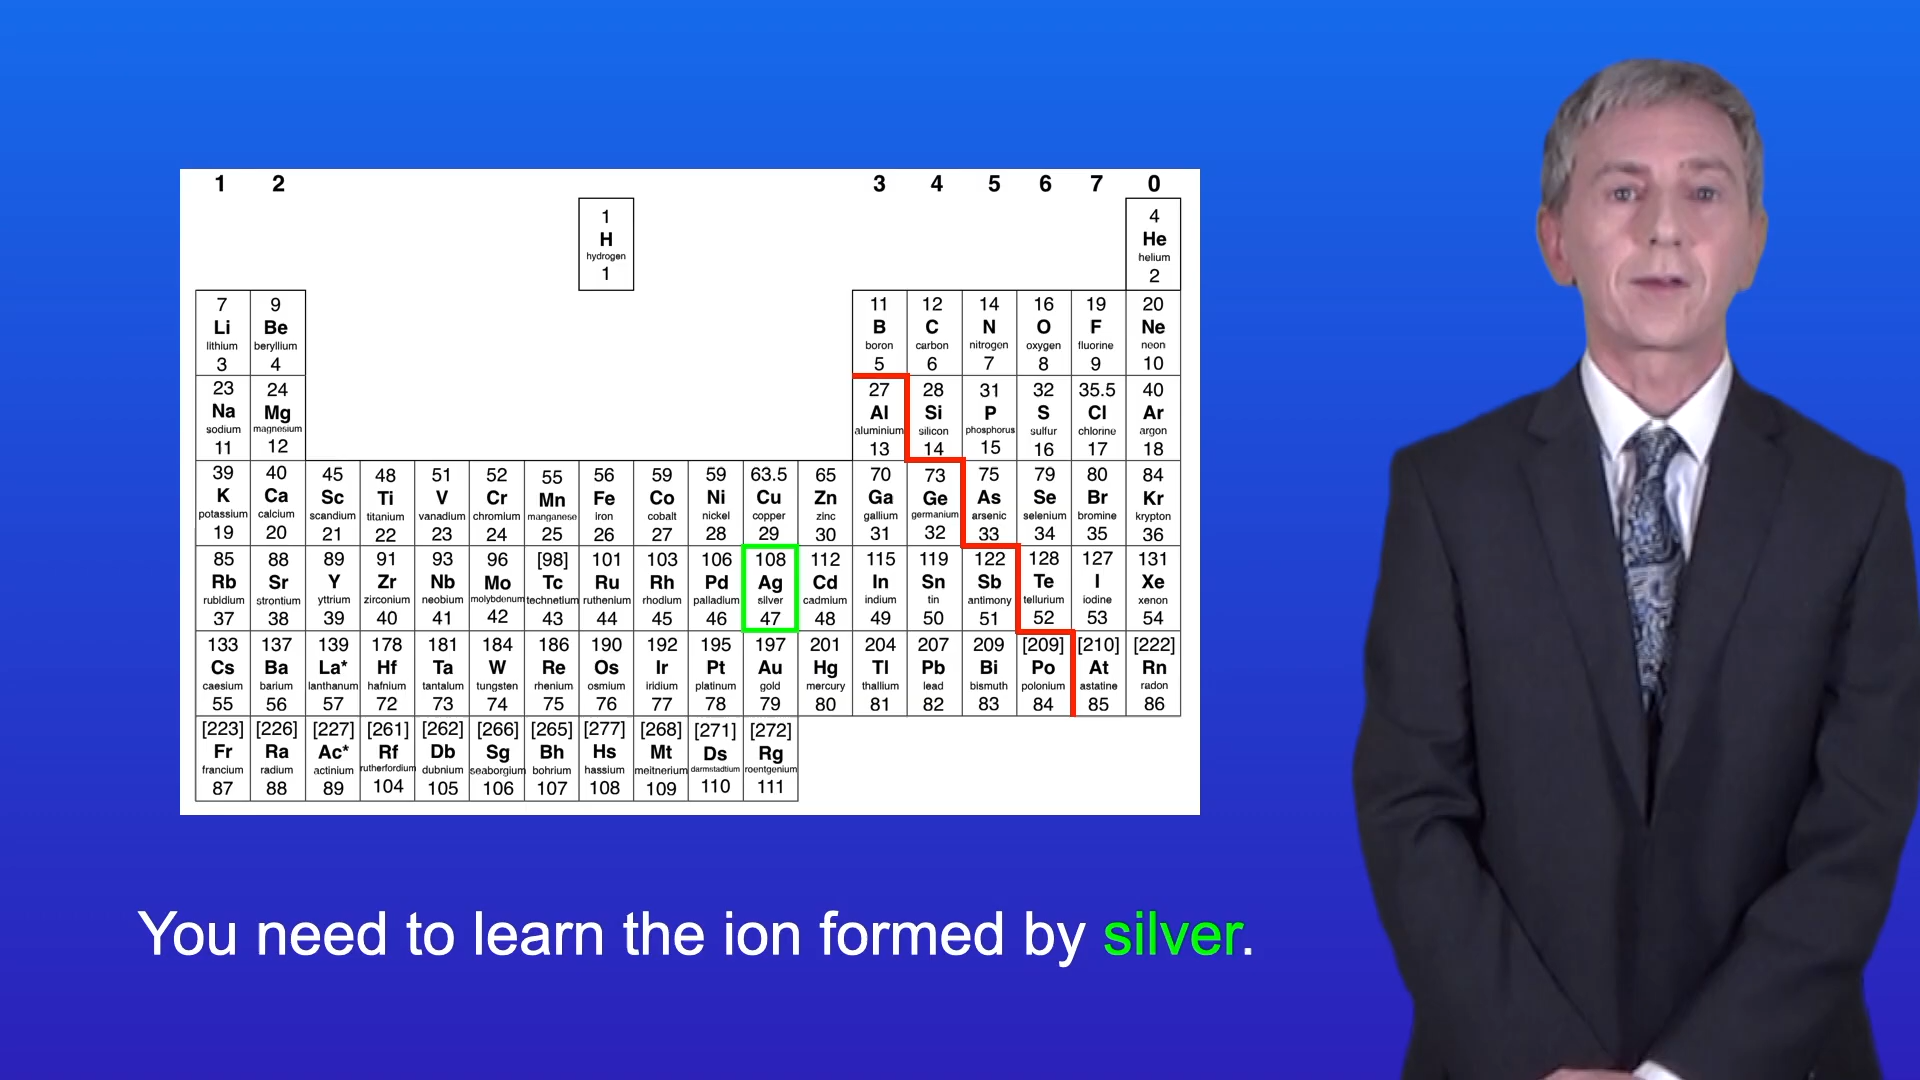 1 2 3 4 5 6 7 0
1 4
H He
hydrogen helium
1 2
7 9 11 12 14 16 19 20
Li Be B C N O F Ne
lithium beryllium boron carbon nitrogen oxygen fluorine neon
3 4 5 6 7 8 9 10
23 24 27 28 31 32 35.5 40
Na Mg Al Si P S Cl Ar
sodium magnesium aluminium silicon phosphorus sulfur chlorine argon
11 12 13 14 15 16 17 18
39 40 45 48 51 52 55 56 59 59 63.5 65 70 73 75 79 80 84
K Ca Sc Ti V Cr Mn Fe Co Ni Cu Zn Ga Ge As Se Br Kr
potassium calcium scandium titanium vanadium chromium manganese iron cobalt nickel copper zinc gallium germanium arsenic selenium bromine krypton
19 20 21 22 23 24 25 26 27 28 29 30 31 32 33 34 35 36
85 88 89 91 93 96 [98] 101 103 106 108 112 115 119 122 128 127 131
Rb Sr Y Zr Nb Mo Tc Ru Rh Pd Ag Cd In Sn Sb Te I Xe
rubidium strontium yttrium zirconium neobium molybdenum technetium ruthenium rhodium palladium silver cadmium indium tin antimony tellurium iodine xenon
37 38 39 40 41 42 43 44 45 46 47 48 49 50 51 52 53 54
133 137 139 178 181 184 186 190 192 195 197 201 204 207 209 [209] [210] [222]
Cs Ba La* Hf Ta W Re Os Ir Pt Au Hg Tl Pb Bi Po At Rn
caesium barium lanthanum hafnium tantalum tungsten rhenium osmium iridium platinum gold mercury thallium lead bismuth polonium astatine radon
55 56 57 72 73 74 75 76 77 78 79 80 81 82 83 84 85 86
[223] [226] [227] [261] [262] [266] [265] [277] [268] [271] [272]
Fr Ra Ac* Rf Db Sg Bh Hs Mt Ds Rg
francium radium actinium rutherfordium dubnium seaborgium bohrium hassium meitnerium darmstadtium roentgenium
87 88 89 104 105 106 107 108 109 110 111
You need to learn the ion formed by silver.